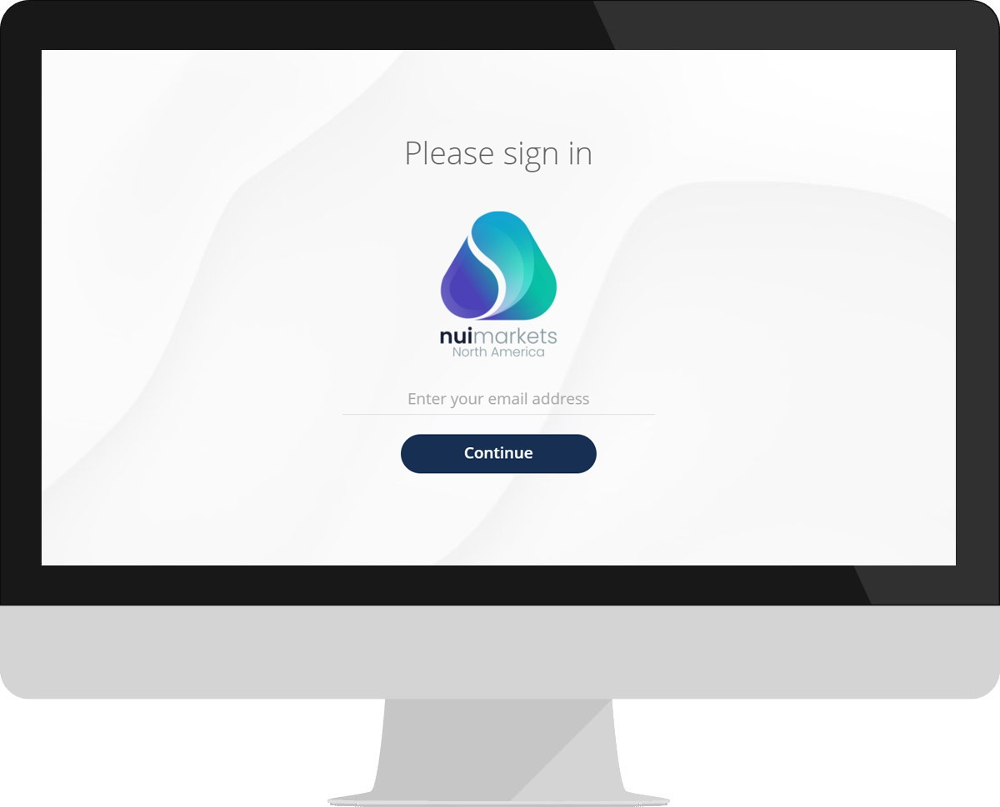 Please sign in
nuimarkets
North America
Enter your email address
Continue